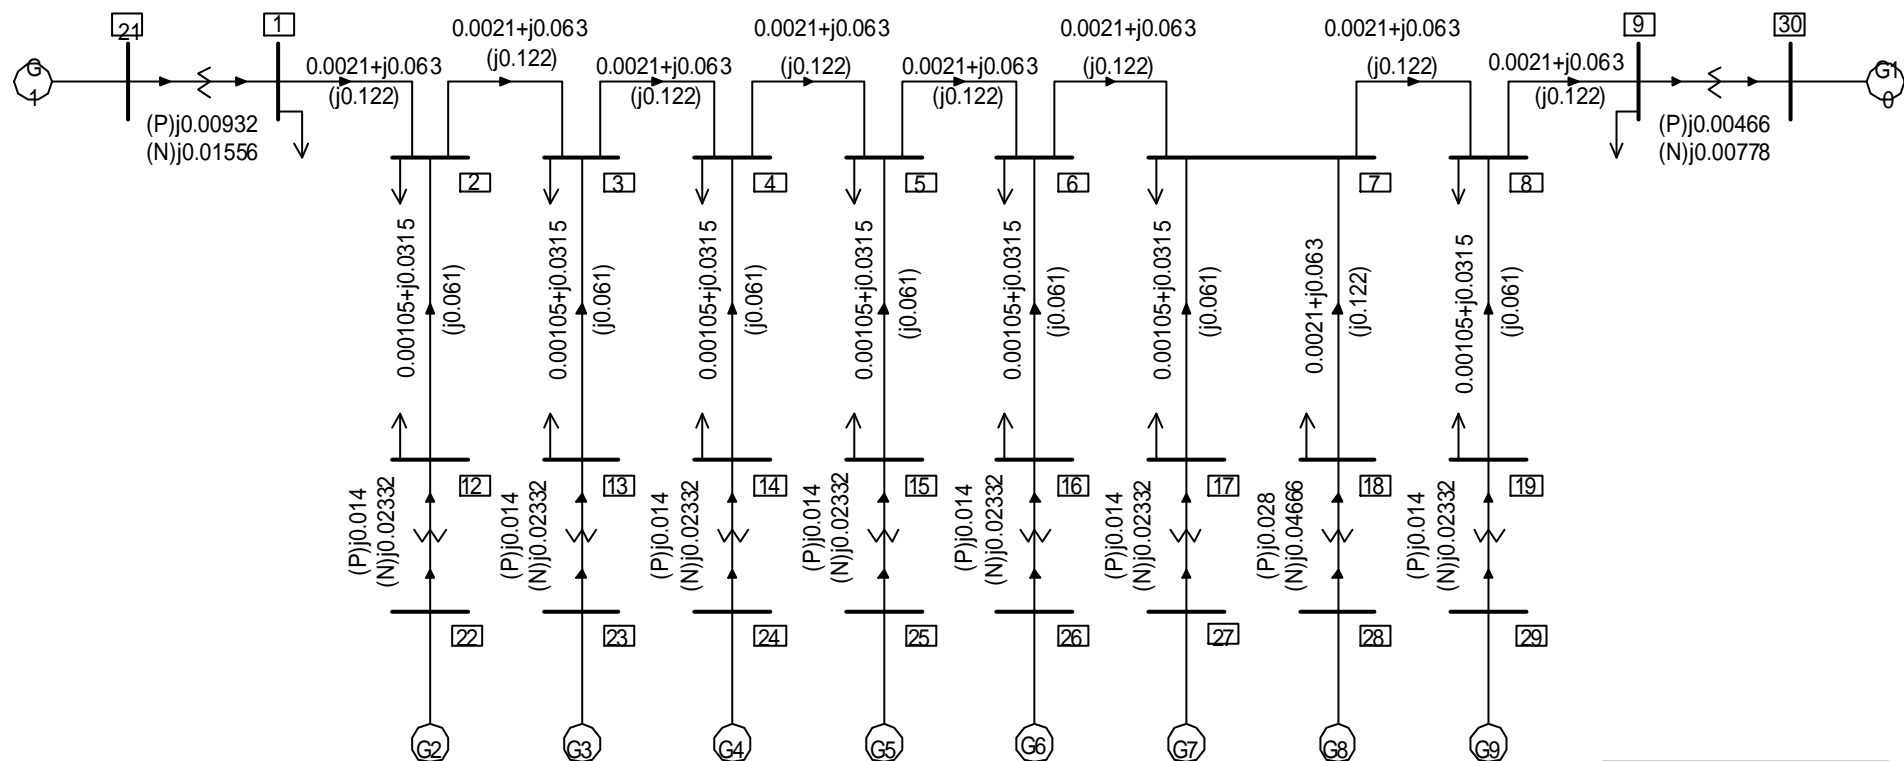 21
1
0.0021+j0.063
(j0.122)
0.0021+j0.063
(j0.122)
0.0021+j0.063
(j0.122)
0.0021+j0.063
(j0.122)
0.0021+j0.063
(j0.122)
0.0021+j0.063
(j0.122)
0.0021+j0.063
(j0.122)
0.0021+j0.063
(j0.122)
9
30
G
1
G1
0
(P)j0.00932
(N)j0.01556
(P)j0.00466
(N)j0.00778
2
3
4
5
6
7
8
0.00105+j0.0315
(j0.061)
0.00105+j0.0315
(j0.061)
0.00105+j0.0315
(j0.061)
0.00105+j0.0315
(j0.061)
0.00105+j0.0315
(j0.061)
0.00105+j0.0315
(j0.061)
0.0021+j0.063
(j0.122)
0.00105+j0.0315
(j0.061)
12
13
14
15
16
17
18
19
(P)j0.014
(N)j0.02332
(P)j0.014
(N)j0.02332
(P)j0.014
(N)j0.02332
(P)j0.014
(N)j0.02332
(P)j0.014
(N)j0.02332
(P)j0.014
(N)j0.02332
(P)j0.028
(N)j0.04666
(P)j0.014
(N)j0.02332
22
23
24
25
26
27
28
29
G2
G3
G4
G5
G6
G7
G8
G9